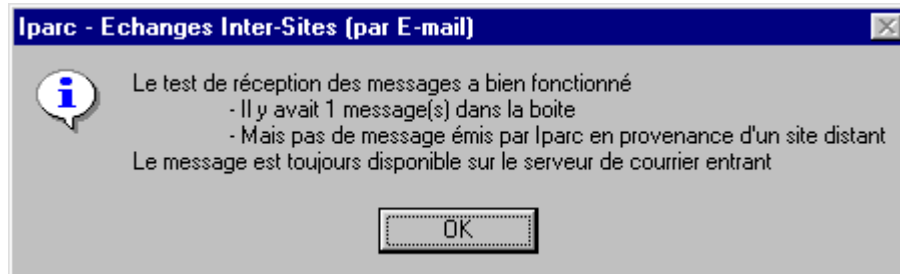 Iparc - Echanges Inter-Sites (par E-mail)
Le test de réception des messages a bien fonctionné
- Il y avait 1 message(s) dans la boite
- Mais pas de message émis par Iparc en provenance d'un site distant
Le message est toujours disponible sur le serveur de courrier entrant
OK